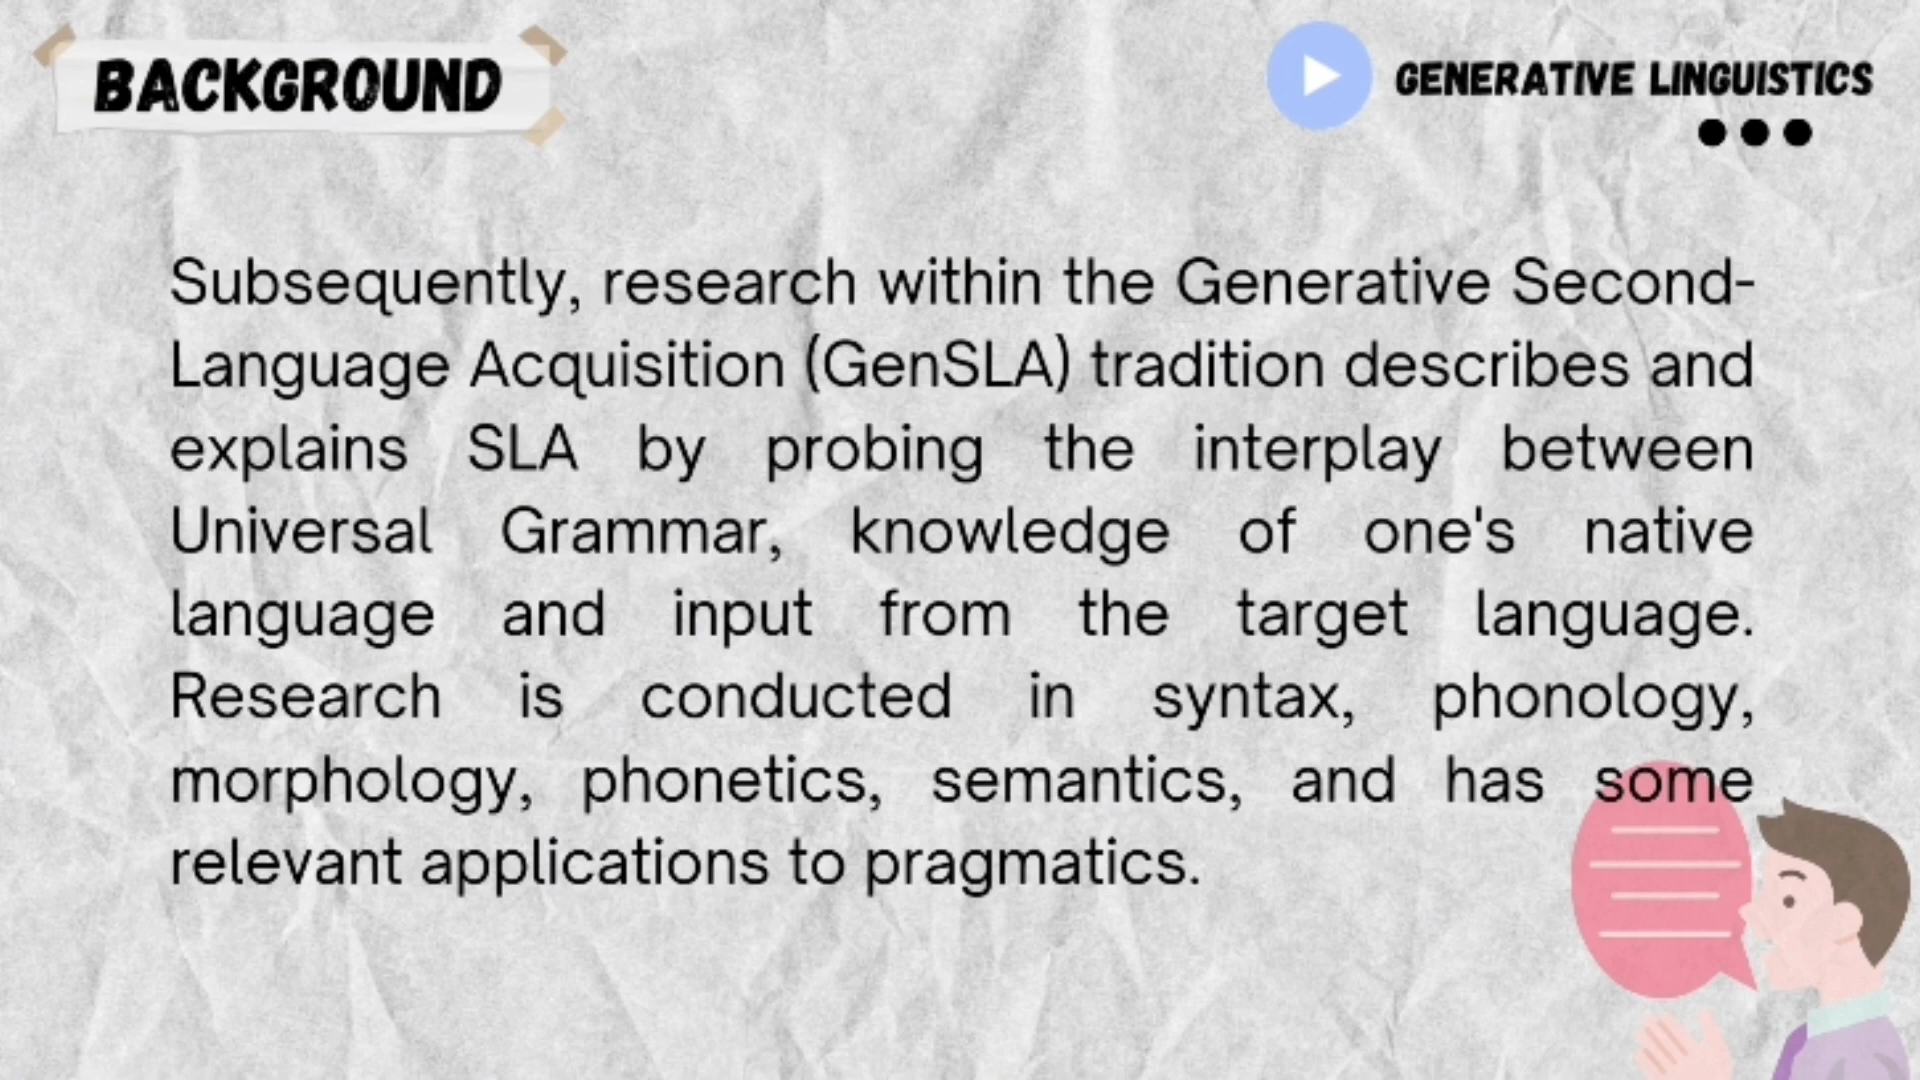 BACKGROUND
GENERATIVE LINGUISTICS
Subsequently, research within the Generative Second-
Language Acquisition (GenSLA) tradition describes and
explains SLA by probing the interplay between
Universal Grammar, knowledge of one's native
language and input from the target language.
Research is conducted in syntax, phonology,
morphology, phonetics, semantics, and has some
relevant applications to pragmatics.